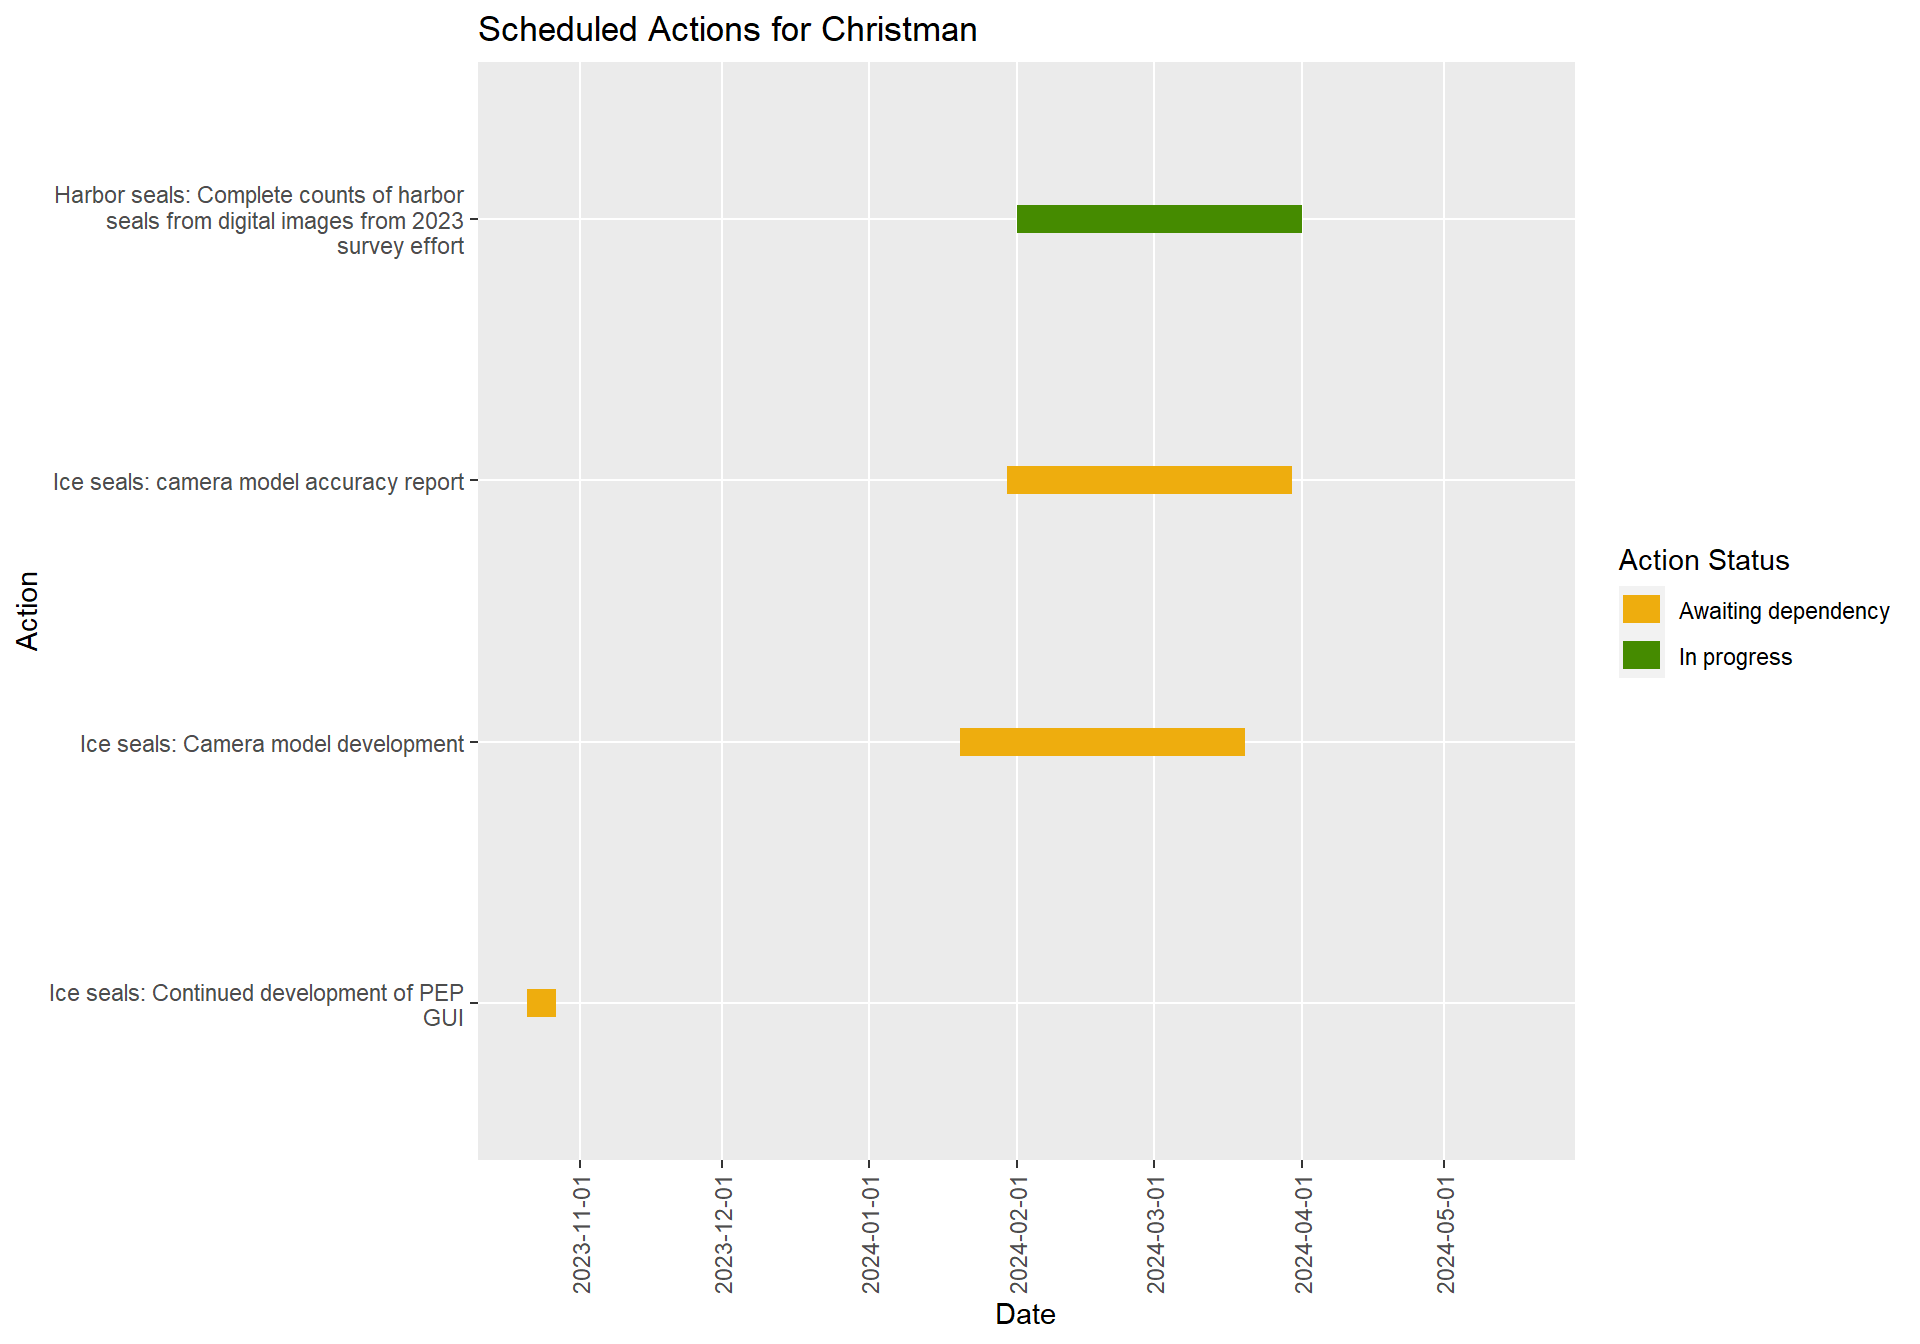 Scheduled Actions for Christman
Harbor seals: Complete counts of harbor
seals from digital images from 2023
survey effort
Ice seals: camera model accuracy report
Ice seals: Camera model development
Ice seals: Continued development of PEP
GUI
Action
2023-11-01
2023-12-01
2024-01-01
2024-02-01
2024-03-01
2024-04-01
2024-05-01
Date
Action Status
Awaiting dependency
In progress